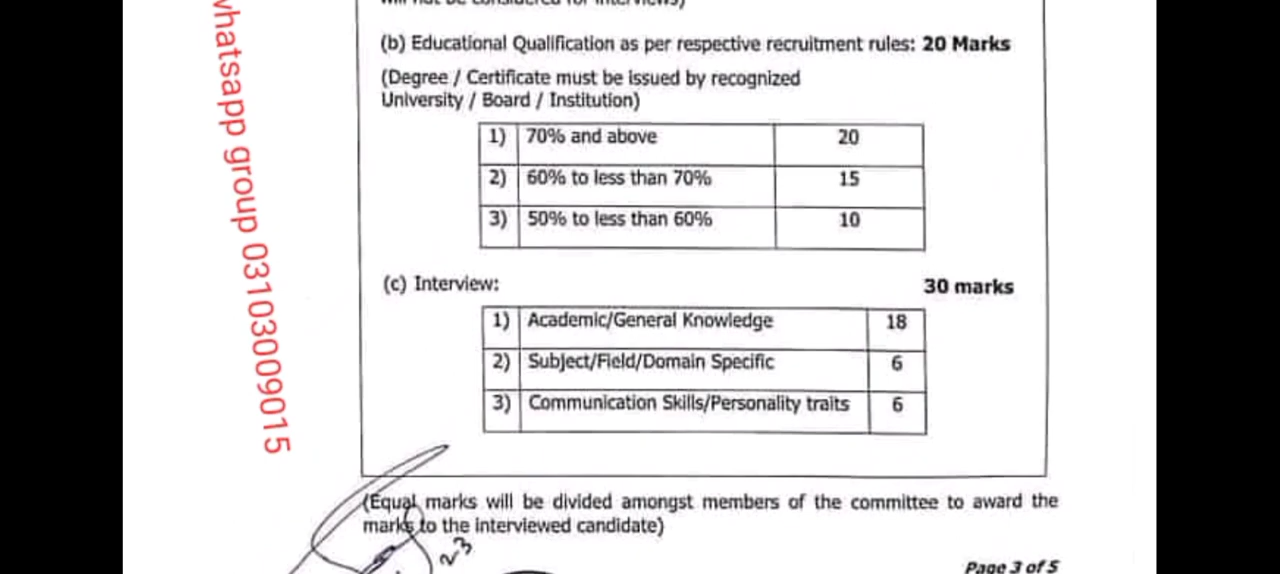 (b) Educational Qualification as per respective recruitment rules: 20 Marks
(Degree / Certificate must be issued by recognized
University / Board / Institution)
1) 70% and above 20
2) 60% to less than 70% 15
3) 50% to less than 60% 10
(c) Interview: 30 marks
1) Academic/General Knowledge 18
2) Subject/Field/Domain Specific 6
3) Communication Skills/Personality traits 6
(Equal marks will be divided amongst members of the committee to award the
marks to the interviewed candidate)
23
Page 3 of 5
whatsapp group 03103009015